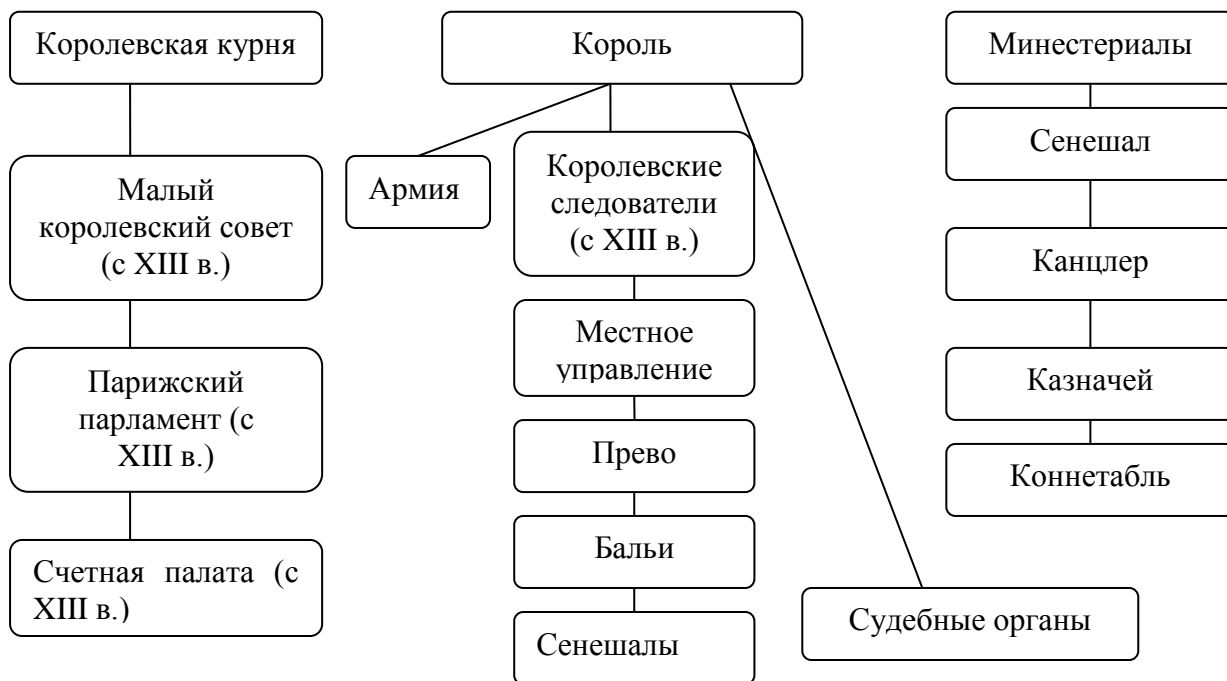 Королевская курня
Малый
королевский совет
(с XIII в.)
Парижский
парламент (с
XIII в.)
Счетная палата (с
XIII в.)
Король
Армия
Королевские
следователи
(с XIII в.)
Местное
управление
Прево
Бальи
Сенешалы
Судебные органы
Минестериалы
Сенешал
Канцлер
Казначей
Коннетабль